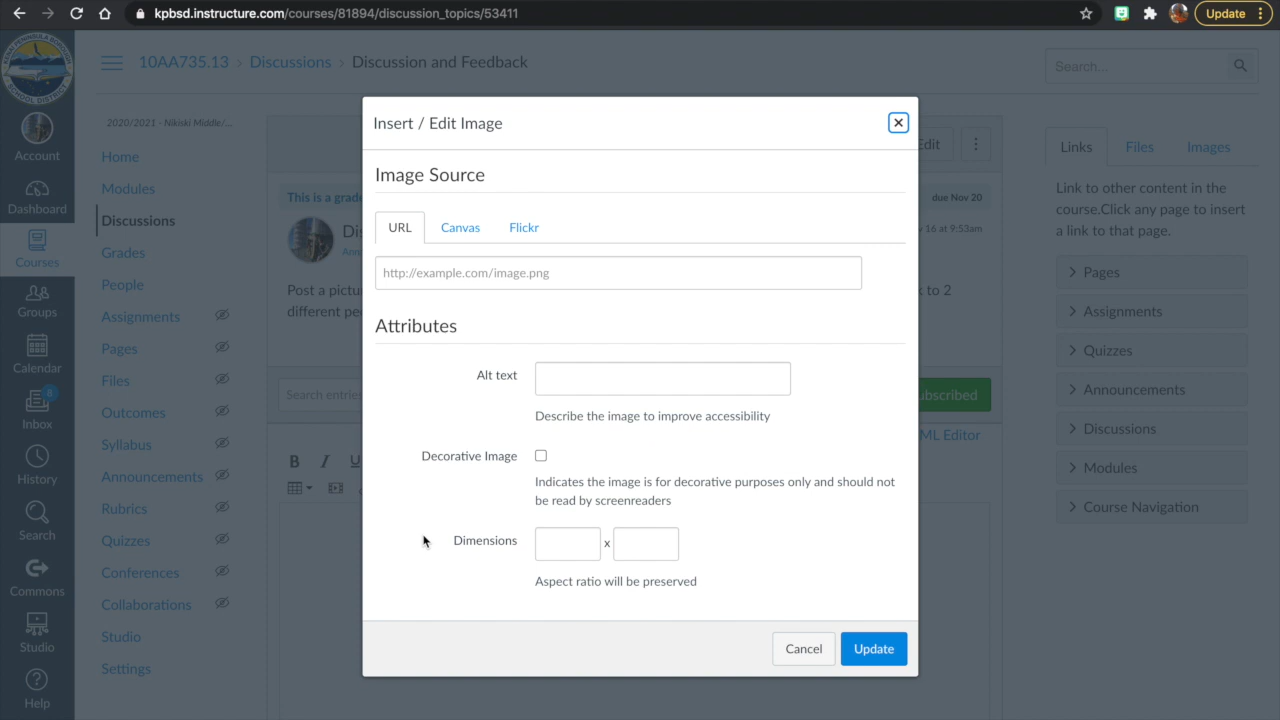 kpbsd.instructure.com/courses/81894/discussion_topics/53411
Update
10AA735.13 > Discussions > Discussion and Feedback
Search...
Account
Dashboard
Courses
Groups
Calendar
8
Inbox
History
Search
Commons
Studio
Help
2020/2021 - Nikiski Middle/...
Home
Modules
Discussions
Grades
People
Assignments
Pages
Files
Outcomes
Syllabus
Announcements
Rubrics
Quizzes
Conferences
Collaborations
Studio
Settings
Edit
This is a grade
due Nov 20
Dis
16 at 9:53am
Post a pictu
k to 2
different pe
Search entries
ubscribed
ML Editor
B I U
Insert / Edit Image
Image Source
URL Canvas Flickr
http://example.com/image.png
Attributes
Alt text
Describe the image to improve accessibility
Decorative Image
Indicates the image is for decorative purposes only and should not
be read by screenreaders
Dimensions x
Aspect ratio will be preserved
Cancel Update
Links Files Images
Link to other content in the
course.Click any page to insert
a link to that page.
Pages
Assignments
Quizzes
Announcements
Discussions
Modules
Course Navigation